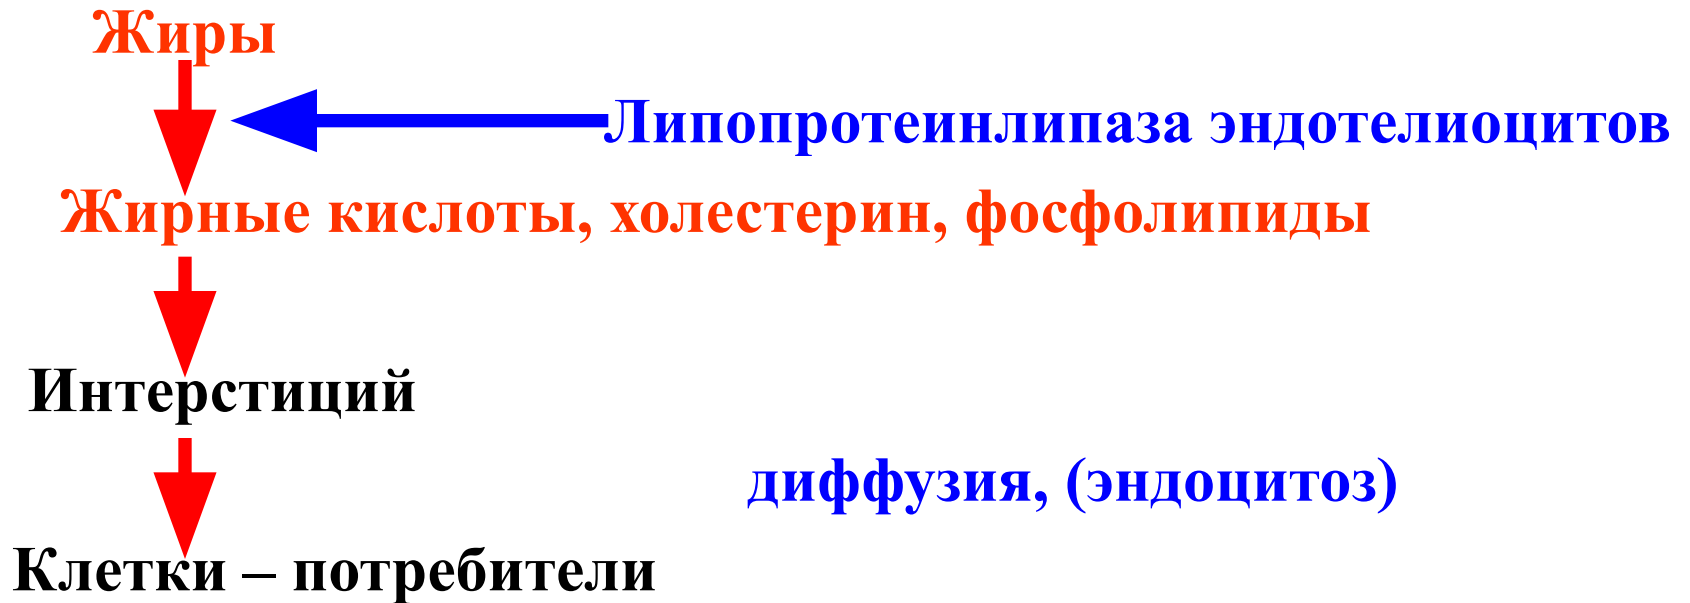 Жиры
Липопротеинлипаза эндотелиоцитов
Жирные кислоты, холестерин, фосфолипиды
Интерстиций
диффузия, (эндоцитоз)
Клетки – потребители